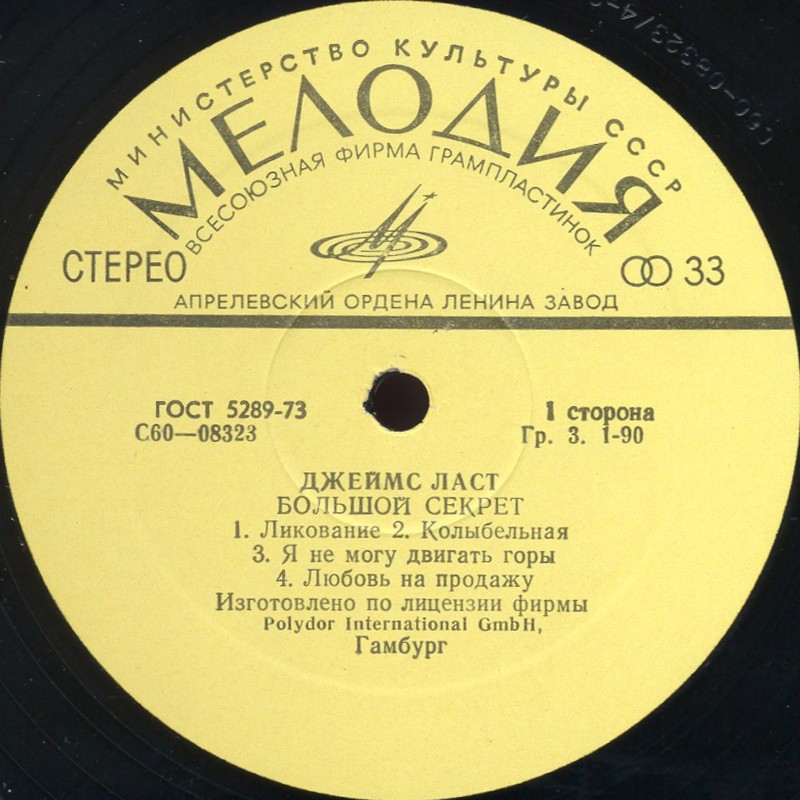 МИНИСТЕРСТВО КУЛЬТУРЫ СССР
МЕЛОДИЯ
ВСЕСОЮЗНАЯ ФИРМА ГРАМПЛАСТИНОК
СТЕРЕО
33
АПРЕЛЕВСКИЙ ОРДЕНА ЛЕНИНА ЗАВОД
ГОСТ 5289-73
С60—08323
1 сторона
Гр. 3. 1-90
ДЖЕЙМС ЛАСТ
БОЛЬШОЙ СЕКРЕТ
1. Ликование 2. Колыбельная
3. Я не могу двигать горы
4. Любовь на продажу
Изготовлено по лицензии фирмы
Polydor International GmbH,
Гамбург